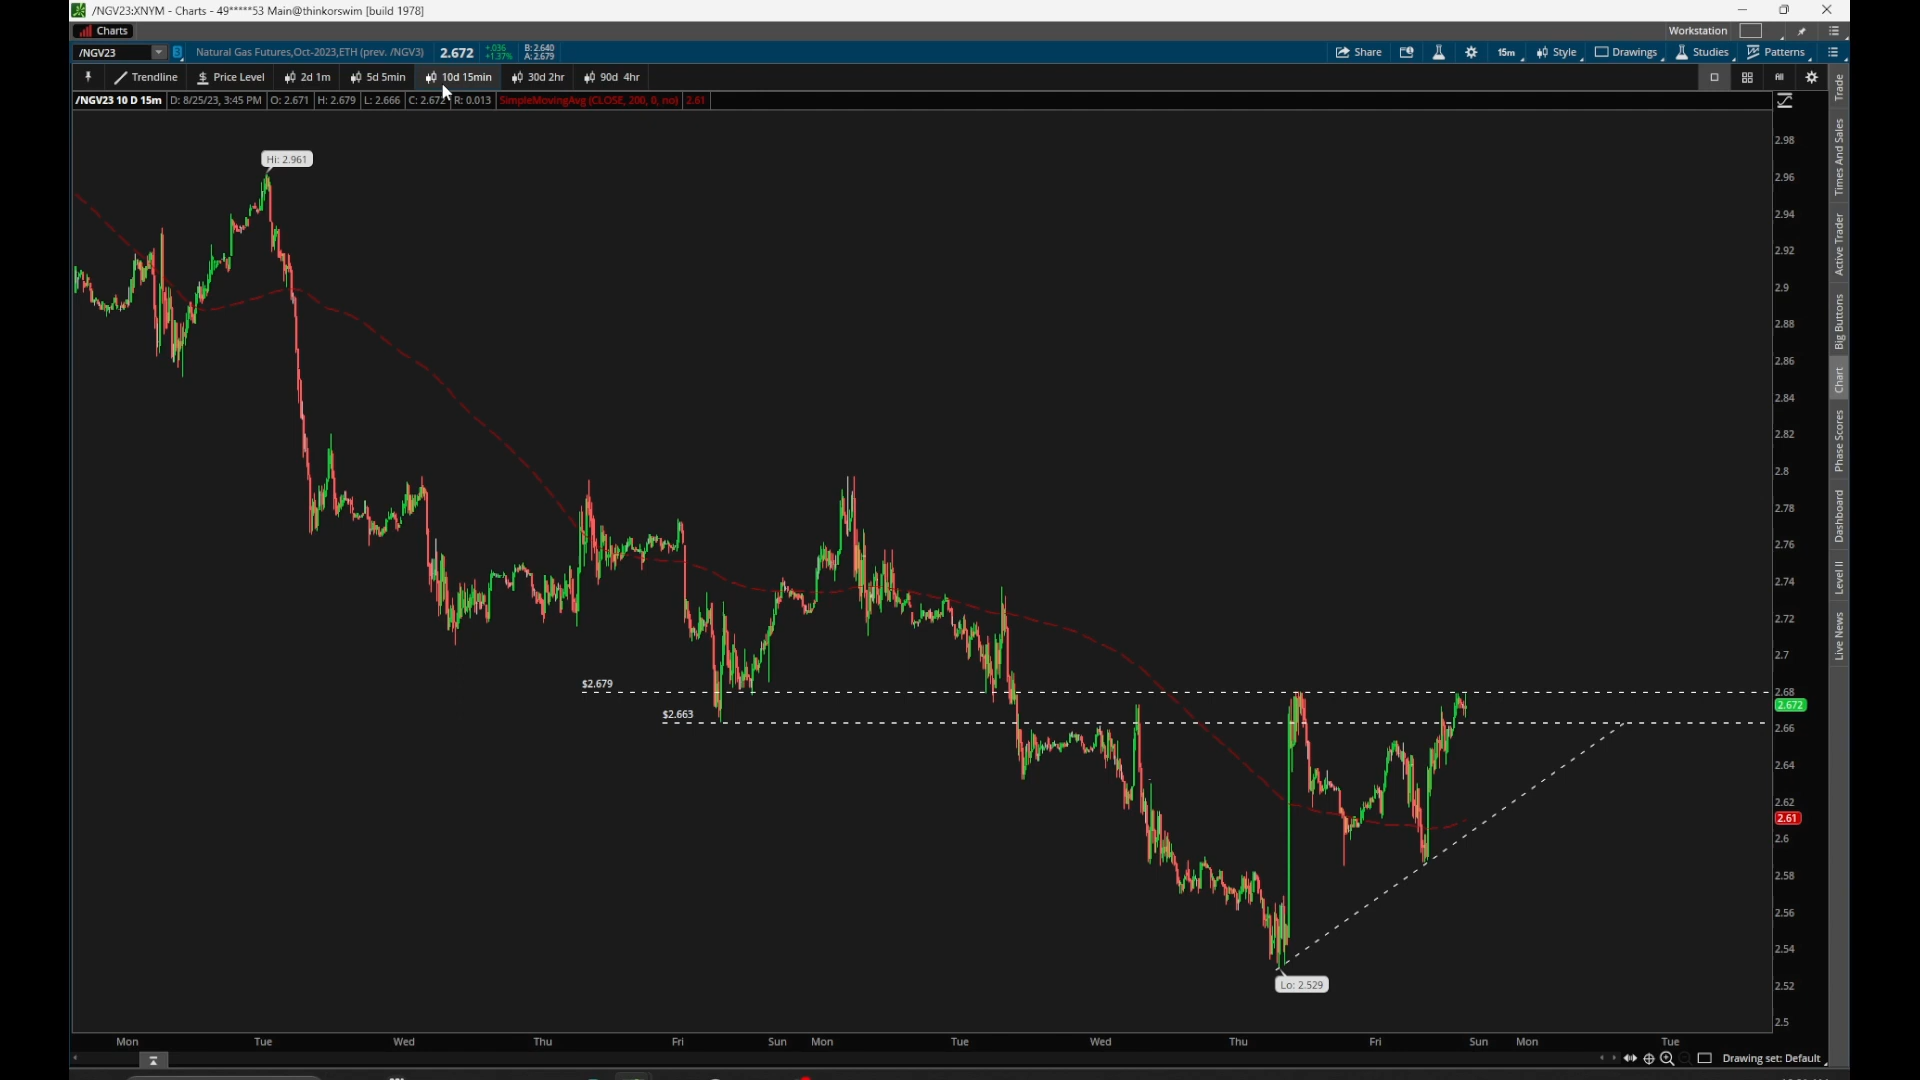 /NGV23:XNYM - Charts - 49*****53 Main@thinkorswim [build 1978]
Charts
Workstation
/NGV23
3
Natural Gas Futures,Oct-2023,ETH (prev. /NGV3)
2.672
+.036
+1.37%
B: 2.640
A: 2.679
Share
15m
Style
Drawings
Studies
Patterns
Trendline
Price Level
2d 1m
5d 5min
10d 15min
30d 2hr
90d 4hr
All
/NGV23 10 D 15m
D: 8/25/23, 3:45 PM
O: 2.671
H: 2.679
L: 2.666
C: 2.672
R: 0.013
SimpleMovingAvg (CLOSE, 200, 0, no)
2.61
Hi: 2.961
$2.679
$2.663
Lo: 2.529
2.98
2.96
2.94
2.92
2.9
2.88
2.86
2.84
2.82
2.8
2.78
2.76
2.74
2.72
2.7
2.68
2.672
2.66
2.64
2.62
2.61
2.6
2.58
2.56
2.54
2.52
2.5
Trade
Times And Sales
Active Trader
Big Buttons
Chart
Phase Scores
Dashboard
Level II
Live News
Mon
Tue
Wed
Thu
Fri
Sun
Mon
Tue
Wed
Thu
Fri
Sun
Mon
Tue
Drawing set: Default